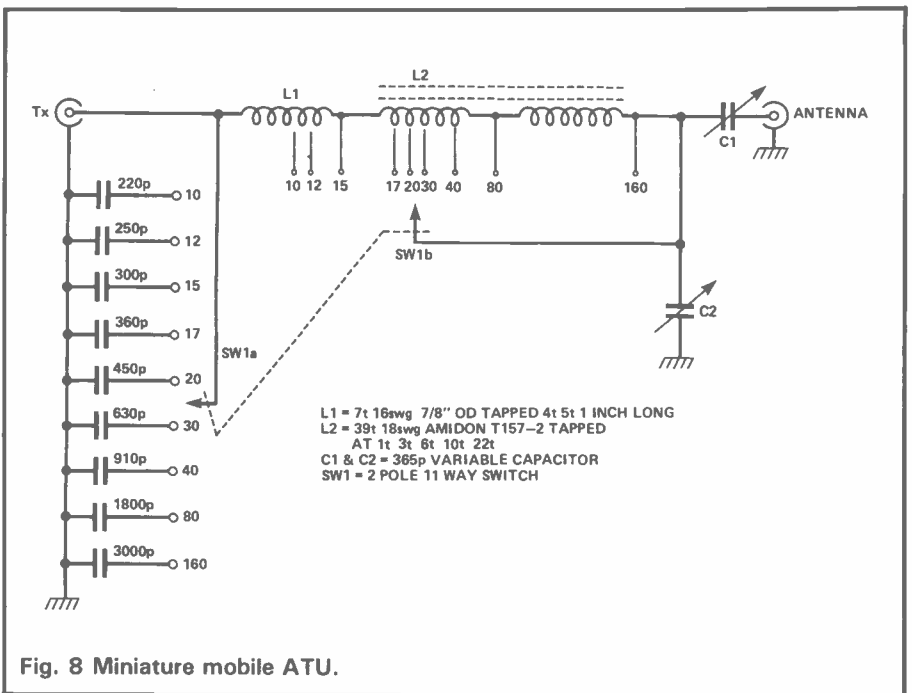 L2
L1
Tx
ANTENNA
C1
10 12 15
17 20 30 40 80 160
220p 10
250p 12
SW1b
300p 15
C2
360p 17
SW1a
450p 20
630p 30
910p 40
1800p 80
3000p 160
L1 = 7t 16swg 7/8" OD TAPPED 4t 5t 1 INCH LONG
L2 = 39t 18swg AMIDON T157-2 TAPPED
AT 1t 3t 6t 10t 22t
C1 & C2 = 365p VARIABLE CAPACITOR
SW1 = 2 POLE 11 WAY SWITCH
Fig. 8 Miniature mobile ATU.